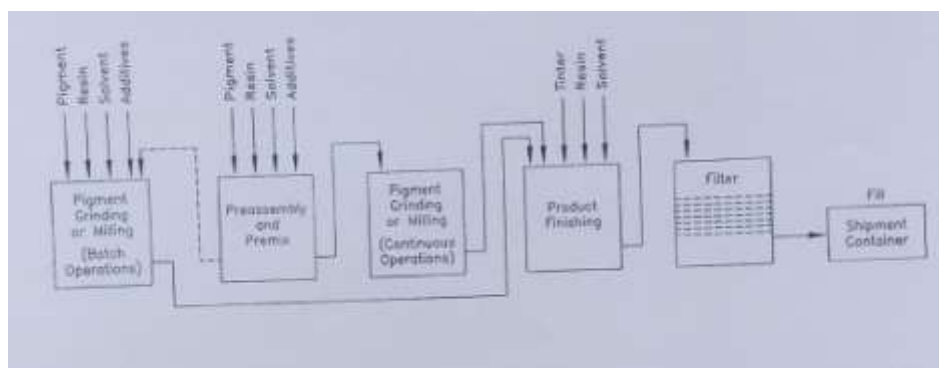 Pigment
Resin
Solvent
Additives
Pigment
Resin
Solvent
Additives
Tinter
Resin
Solvent
Pigment
Grinding
or Milling
(Batch
Operations)
Preassembly
and
Premix
Pigment
Grinding
or Milling
(Continuous
Operations)
Product
Finishing
Filter
Fill
Shipment
Container